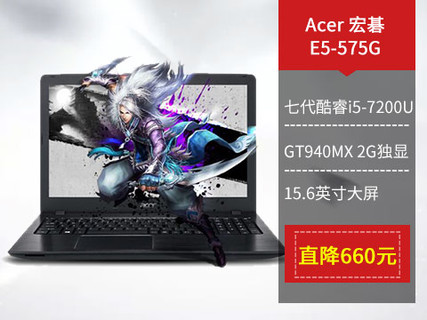 Acer 宏碁
E5-575G
七代酷睿i5-7200U
GT940MX 2G独显
15.6英寸大屏
直降660元
acer